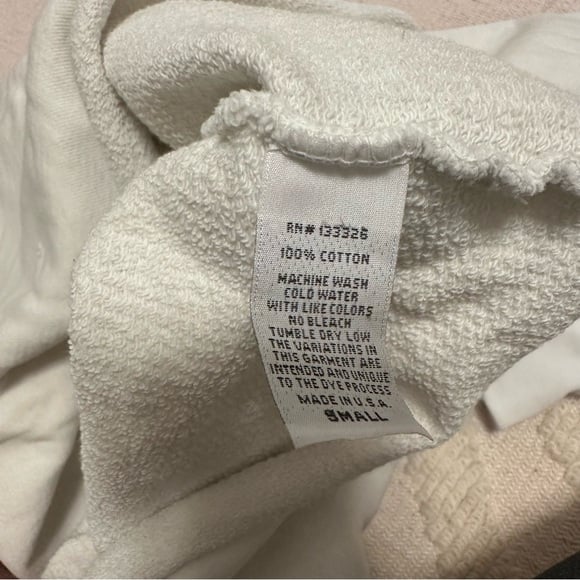 RN# 133326
100% COTTON
MACHINE WASH
COLD WATER
WITH LIKE COLORS
NO BLEACH
TUMBLE DRY LOW
THE VARIATIONS IN
THIS GARMENT ARE
INTENDED AND UNIQUE
TO THE DYE PROCESS
MADE IN U.S.A.
SMALL